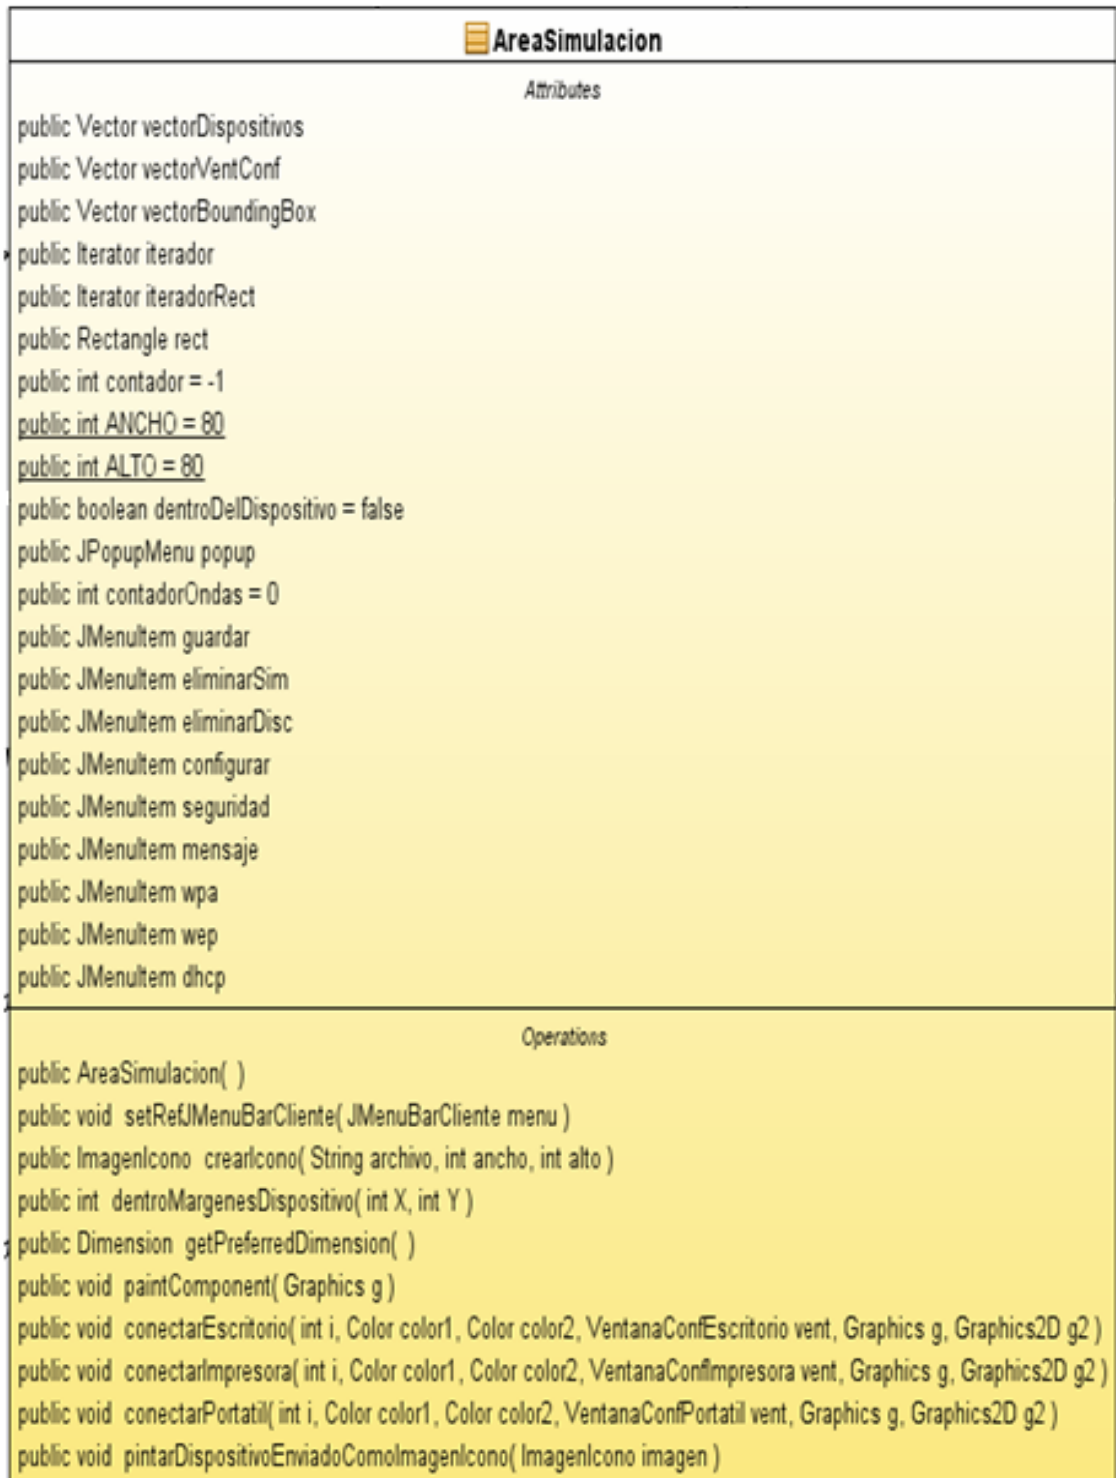 AreaSimulacion
Attributes
public Vector vectorDispositivos
public Vector vectorVentConf
public Vector vectorBoundingBox
public Iterator iterador
public Iterator iteradorRect
public Rectangle rect
public int contador = -1
public int ANCHO = 80
public int ALTO = 80
public boolean dentroDelDispositivo = false
public JPopupMenu popup
public int contadorOndas = 0
public JMenuItem guardar
public JMenuItem eliminarSim
public JMenuItem eliminarDisc
public JMenuItem configurar
public JMenuItem seguridad
public JMenuItem mensaje
public JMenuItem wpa
public JMenuItem wep
public JMenuItem dhcp
Operations
public AreaSimulacion( )
public void setRefJMenuBarCliente( JMenuBarCliente menu )
public ImagenIcono crearIcono( String archivo, int ancho, int alto )
public int dentroMargenesDispositivo( int X, int Y )
public Dimension getPreferredDimension( )
public void paintComponent( Graphics g )
public void conectarEscritorio( int i, Color color1, Color color2, VentanaConfEscritorio vent, Graphics g, Graphics2D g2 )
public void conectarImpresora( int i, Color color1, Color color2, VentanaConfImpresora vent, Graphics g, Graphics2D g2 )
public void conectarPortatil( int i, Color color1, Color color2, VentanaConfPortatil vent, Graphics g, Graphics2D g2 )
public void pintarDispositivoEnviadoComoImagenIcono( ImagenIcono imagen )